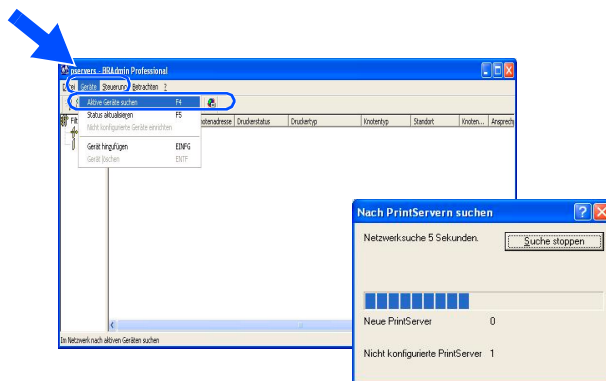 pservers - BRAdmin Professional
Geräte Steuerung Betrachten ?
Aktive Geräte suchen F4
Status aktualisieren F5
Nicht konfigurierte Geräte einrichten
Gerät hinzufügen EINFG
Gerät löschen ENTF
Filt
notenadresse Druckerstatus Druckertyp Knotentyp Standort Knoten... Ansprech
Im Netzwerk nach aktiven Geräten suchen
Nach PrintServern suchen
Netzwerksuche 5 Sekunden.
Suche stoppen
Neue PrintServer 0
Nicht konfigurierte PrintServer 1